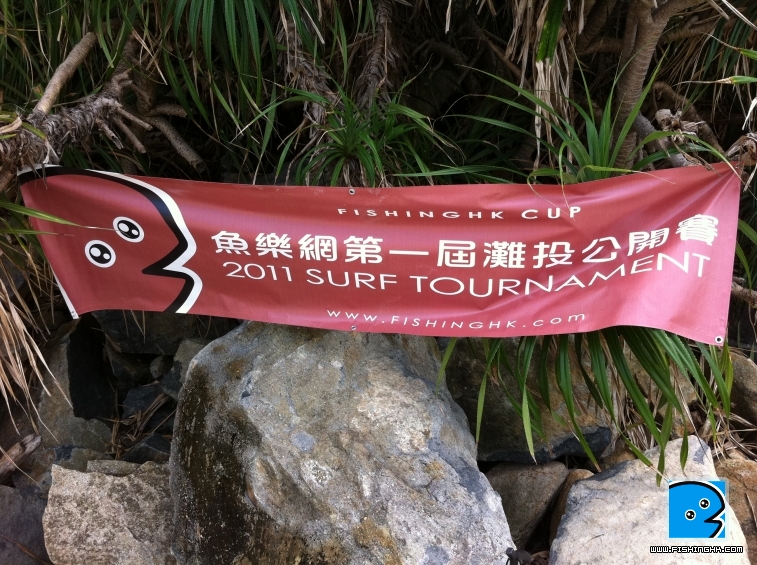 FISHINGHK CUP
魚樂網第一屆灘投公開賽
2011 SURF TOURNAMENT
www.FISHINGHK.com
www.FISHINGHK.com